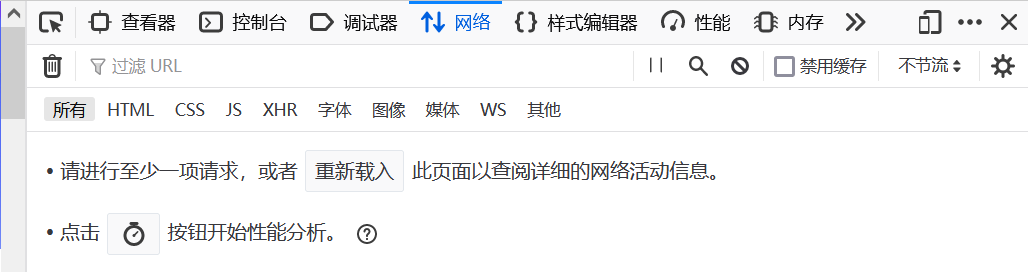 查看器 控制台 调试器 网络 样式编辑器 性能 内存
过滤 URL 禁用缓存 不节流
所有 HTML CSS JS XHR 字体 图像 媒体 WS 其他
• 请进行至少一项请求，或者 重新载入 此页面以查阅详细的网络活动信息。
• 点击 按钮开始性能分析。